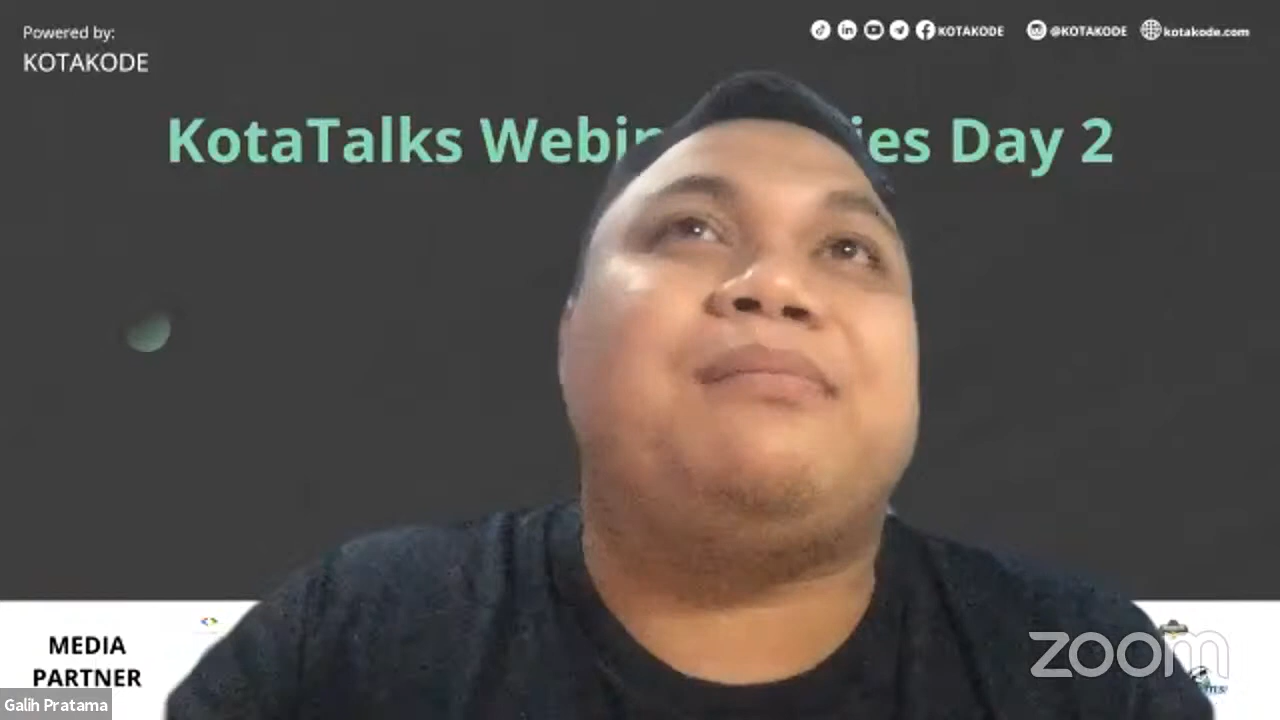 Powered by:
KOTAKODE
KOTAKODE
@KOTAKODE
kotakode.com
KotaTalks Webin ies Day 2
MEDIA
PARTNER
Galih Pratama
zoom